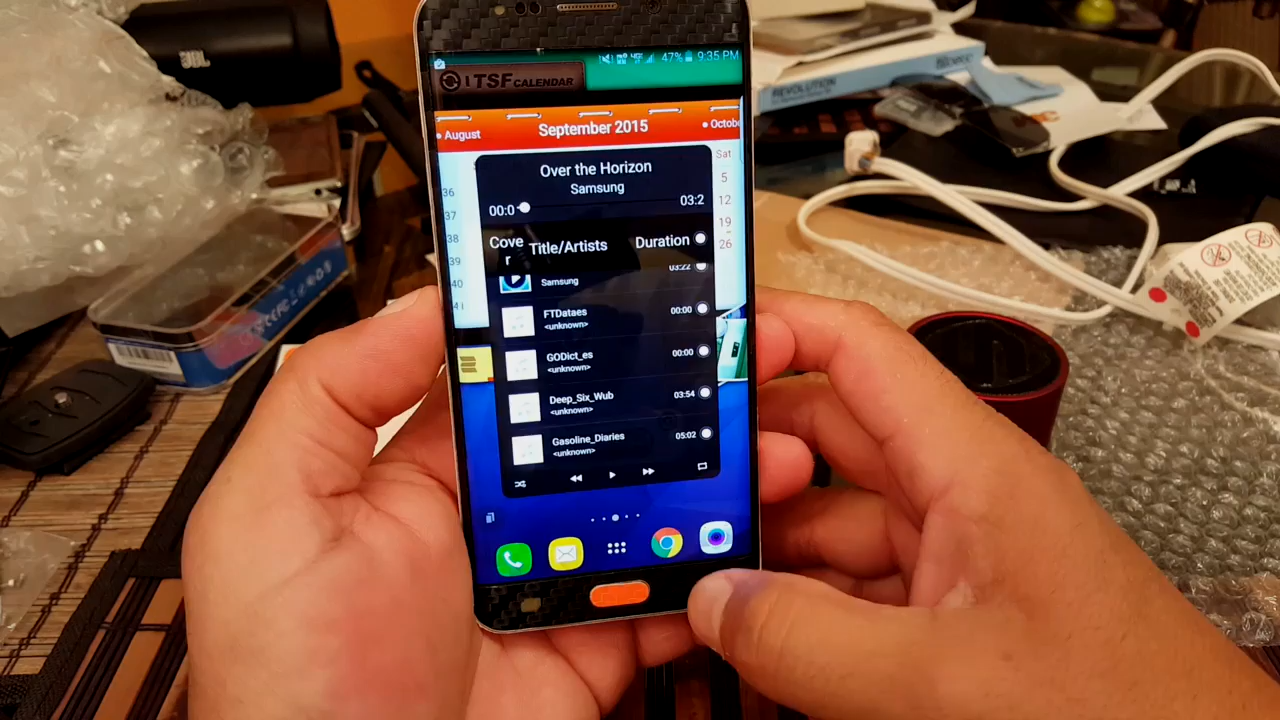 JBL
47% 9:35 PM
TSF CALENDAR
August
September 2015
Octobe
Sat
5
12
19
26
36
37
38
39
40
Over the Horizon
Samsung
00:0
03:2
Cove
r
Title/Artists
Duration
03:22
Samsung
FTDataes
00:00
<unknown>
GODict_es
00:00
<unknown>
Deep_Six_Wub
03:54
<unknown>
Gasoline_Diaries
05:02
<unknown>
REVOLUTION